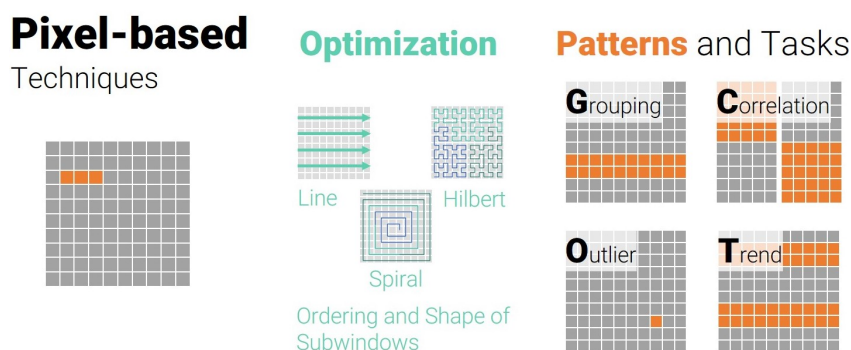 Pixel-based
Techniques
Optimization
Line
Hilbert
Spiral
Ordering and Shape of
Subwindows
Patterns and Tasks
Grouping
Correlation
Outlier
Trend